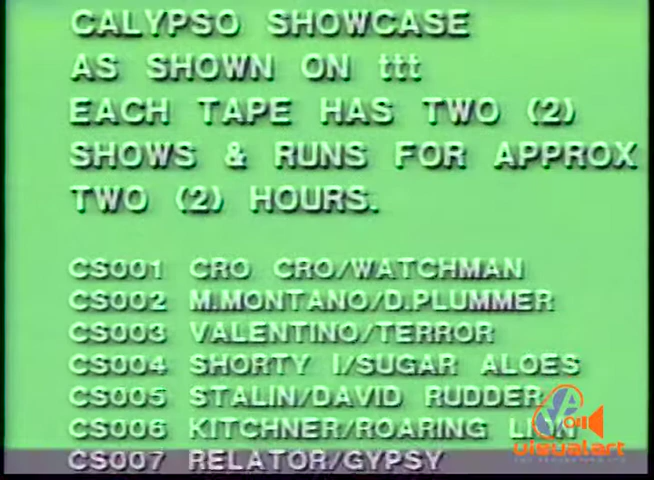 CALYPSO SHOWCASE
AS SHOWN ON ttt
EACH TAPE HAS TWO (2)
SHOWS & RUNS FOR APPROX
TWO (2) HOURS.
CS001 CRO CRO/WATCHMAN
CS002 M.MONTANO/D.PLUMMER
CS003 VALENTINO/TERROR
CS004 SHORTY I/SUGAR ALOES
CS005 STALIN/DAVID RUDDER
CS006 KITCHNER/ROARING LION
CS007 RELATOR/GYPSY
visualart